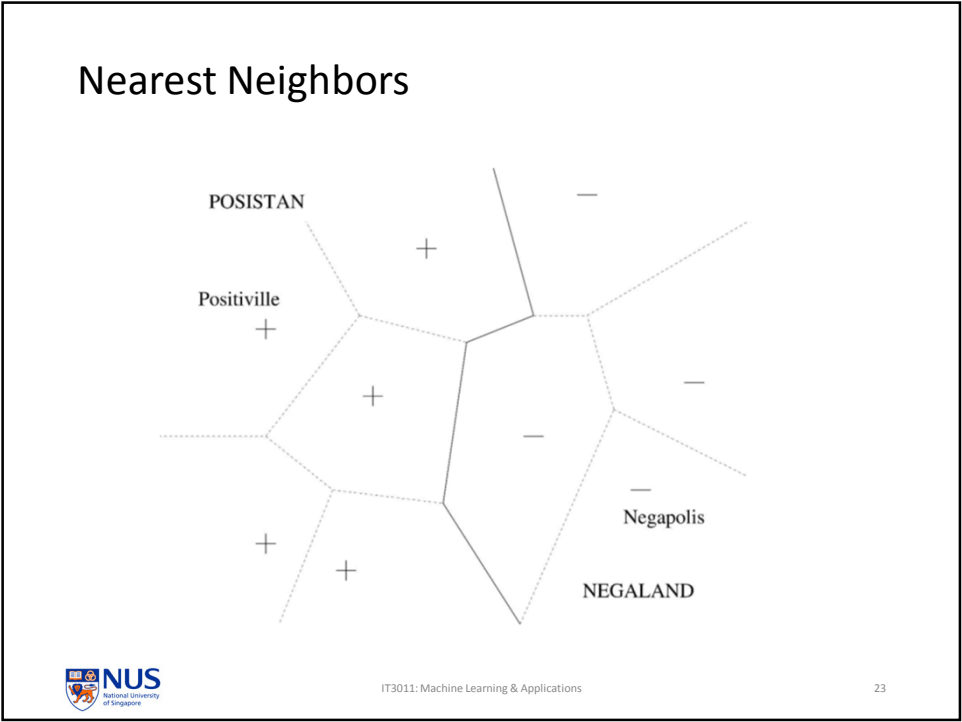 Nearest Neighbors
POSISTAN
+
−
Positiville
+
+
−
−
−
Negapolis
+
+
NEGALAND
NUS
National University
of Singapore
IT3011: Machine Learning & Applications
23